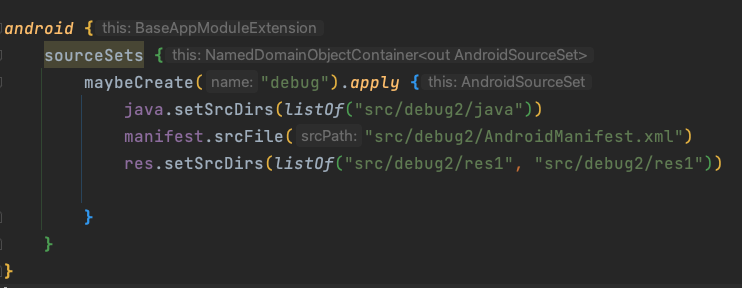 android { this: BaseAppModuleExtension
sourceSets { this: NamedDomainObjectContainer<out AndroidSourceSet>
maybeCreate( name: "debug").apply { this: AndroidSourceSet
java.setSrcDirs(listOf("src/debug2/java"))
manifest.srcFile( srcPath: "src/debug2/AndroidManifest.xml")
res.setSrcDirs(listOf("src/debug2/res1", "src/debug2/res1"))
}
}
}